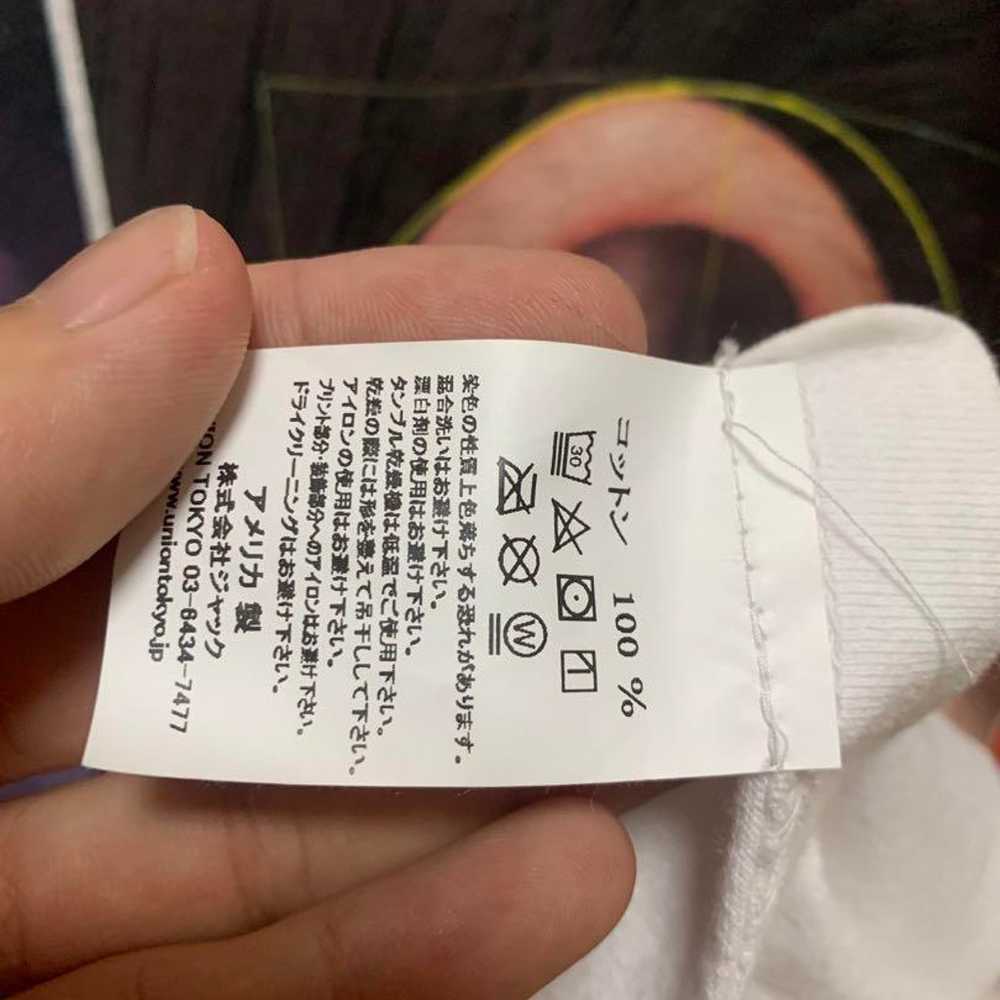 コットン 100 %
30
W
染色の性質上色落ちする恐れがあります。
混合洗いはお避け下さい。
漂白剤の使用はお避け下さい。
タンブル乾燥機は低温でご使用下さい。
乾燥の際には形を整えて吊干しして下さい。
アイロンの使用はお避け下さい。
プリント部分・装飾部分へのアイロンはお避け下さい。
ドライクリーニングはお避け下さい。
アメリカ 製
株式会社ジャック
TOKYO 03-6434-7477
www.uniontokyo.jp